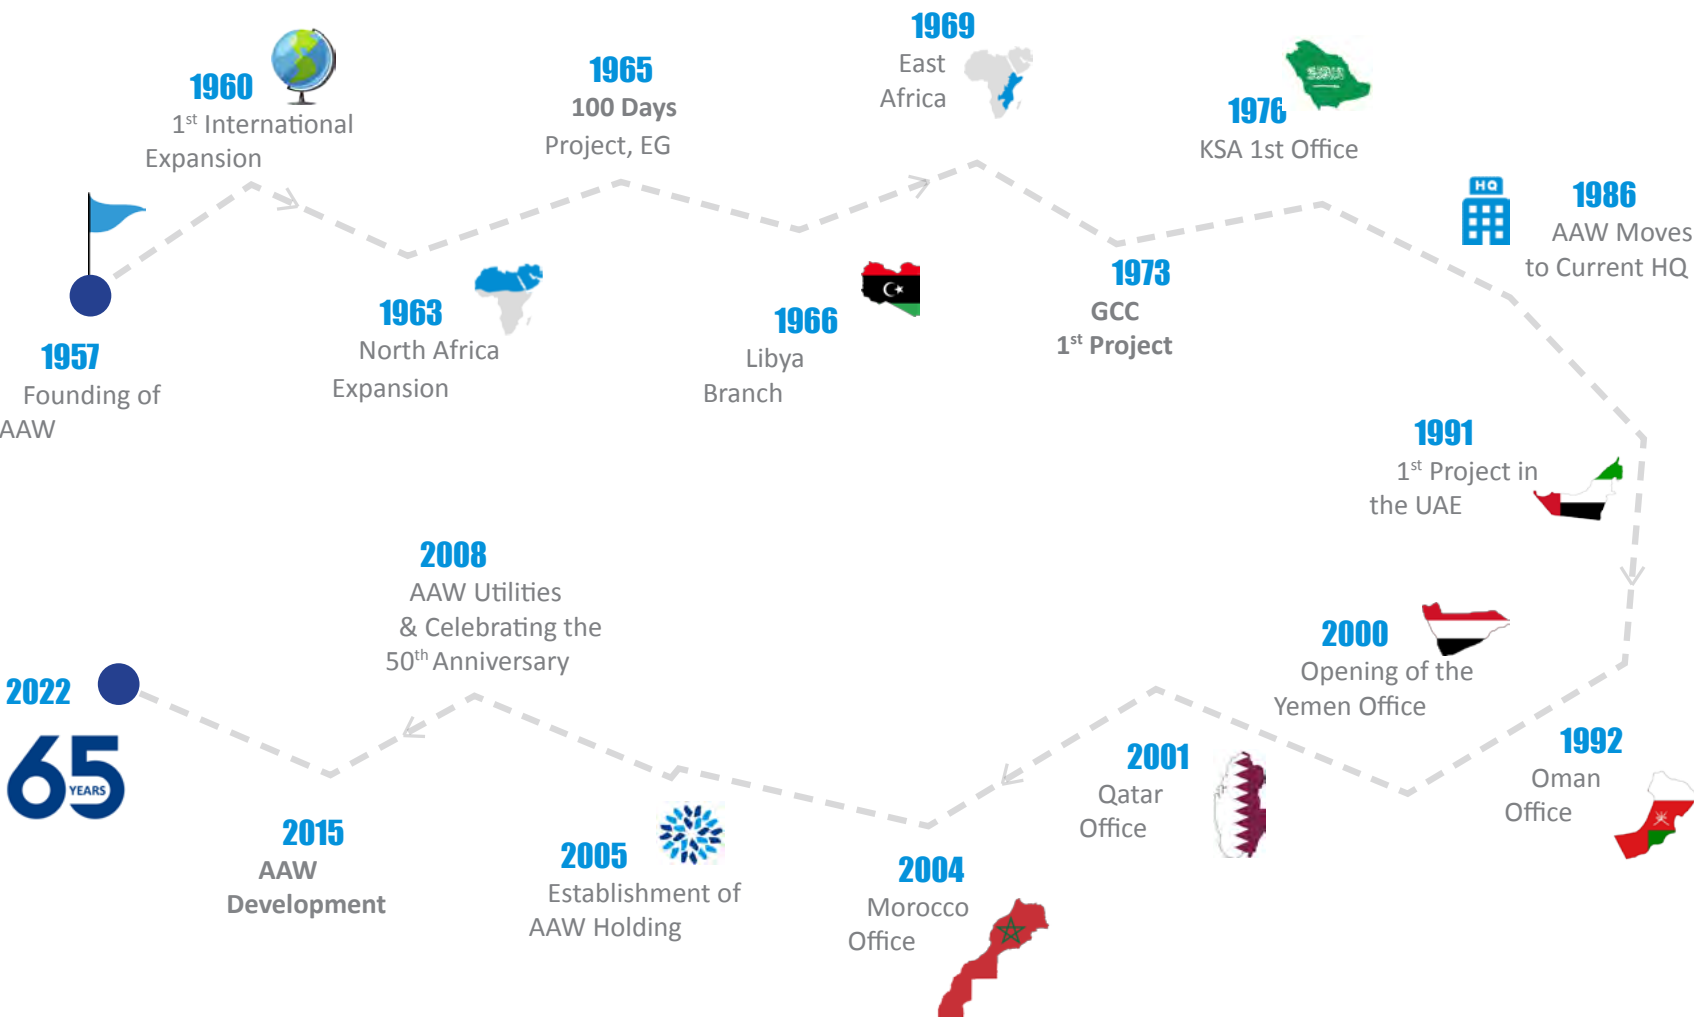 1957
Founding of
AAW
1960
1st International
Expansion
1963
North Africa
Expansion
1965
100 Days
Project, EG
1966
Libya
Branch
1969
East
Africa
1973
GCC
1st Project
1976
KSA 1st Office
HQ
1986
AAW Moves
to Current HQ
1991
1st Project in
the UAE
1992
Oman
Office
2000
Opening of the
Yemen Office
2001
Qatar
Office
2004
Morocco
Office
2005
Establishment of
AAW Holding
2008
AAW Utilities
& Celebrating the
50th Anniversary
2015
AAW
Development
2022
65
YEARS